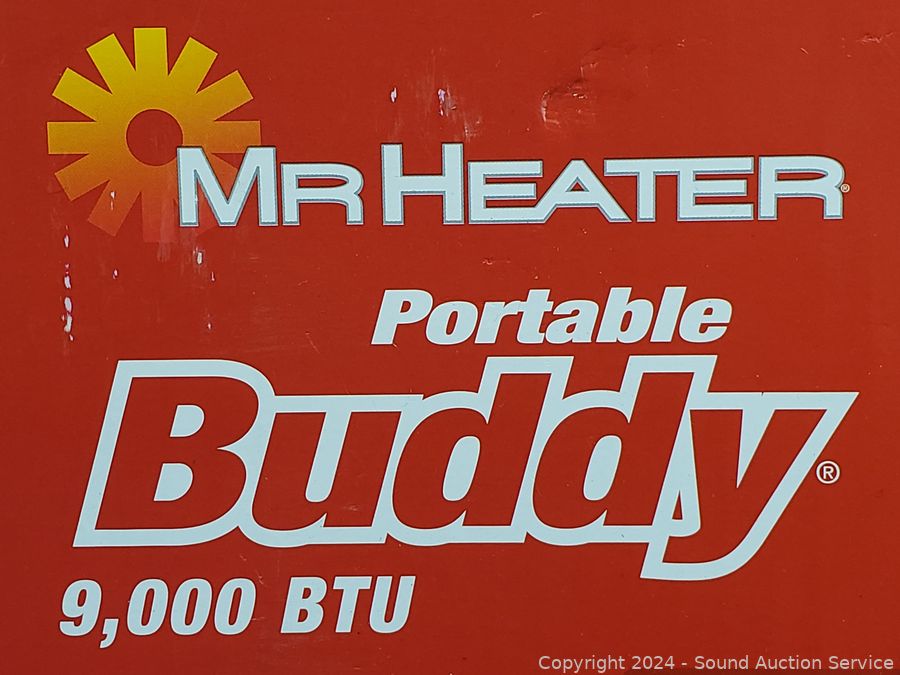 MR HEATER®
Portable
Buddy®
9,000 BTU
Copyright 2024 - Sound Auction Service